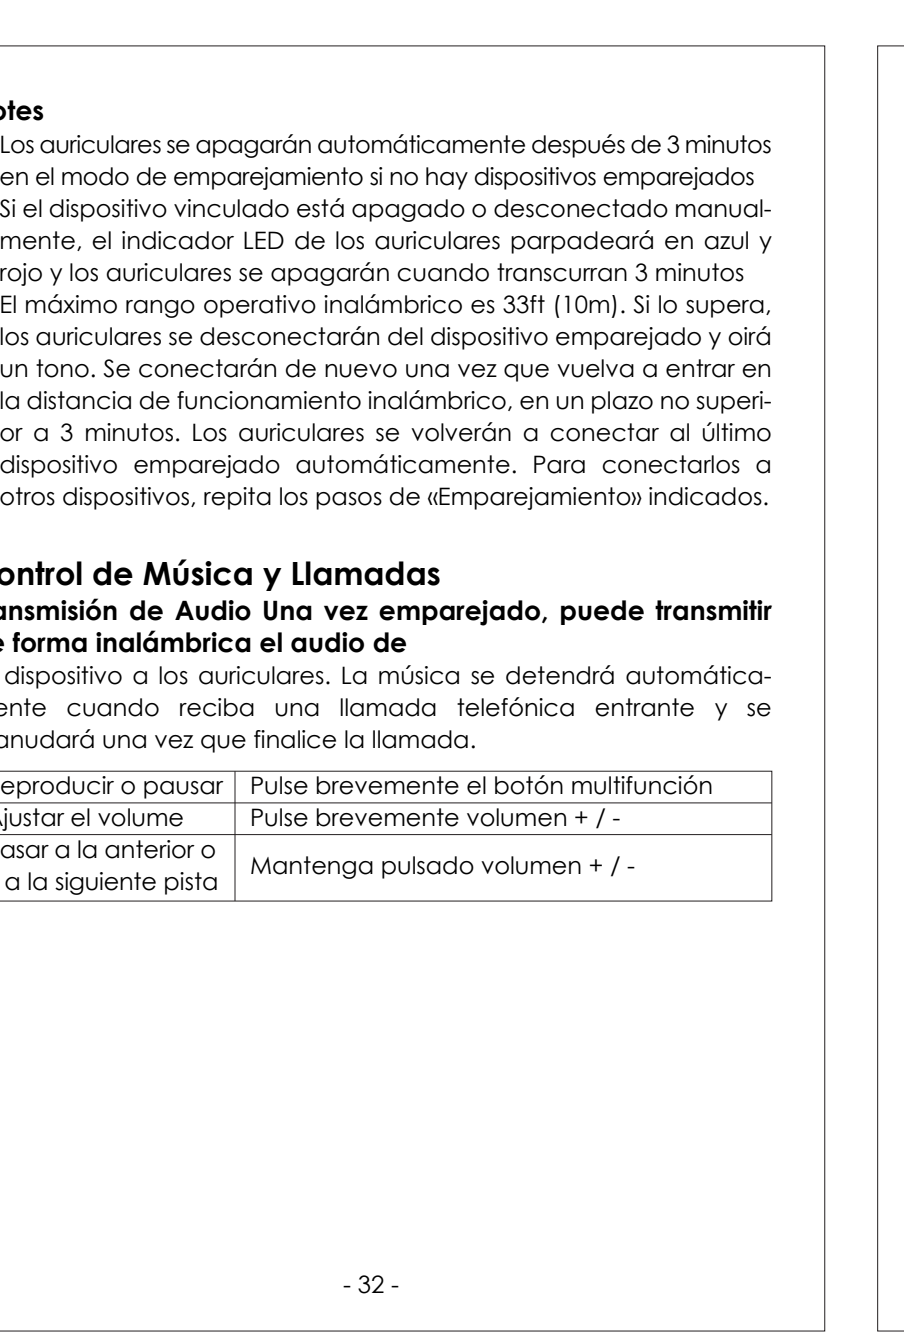 otes
Los auriculares se apagarán automáticamente después de 3 minutos
en el modo de emparejamiento si no hay dispositivos emparejados
Si el dispositivo vinculado está apagado o desconectado manual-
mente, el indicador LED de los auriculares parpadeará en azul y
rojo y los auriculares se apagarán cuando transcurran 3 minutos
El máximo rango operativo inalámbrico es 33ft (10m). Si lo supera,
los auriculares se desconectarán del dispositivo emparejado y oirá
un tono. Se conectarán de nuevo una vez que vuelva a entrar en
la distancia de funcionamiento inalámbrico, en un plazo no superi-
or a 3 minutos. Los auriculares se volverán a conectar al último
dispositivo emparejado automáticamente. Para conectarlos a
otros dispositivos, repita los pasos de «Emparejamiento» indicados.
ontrol de Música y Llamadas
ansmisión de Audio Una vez emparejado, puede transmitir
e forma inalámbrica el audio de
dispositivo a los auriculares. La música se detendrá automática-
ente cuando reciba una llamada telefónica entrante y se
anudará una vez que finalice la llamada.
eproducir o pausar Pulse brevemente el botón multifunción
Ajustar el volume Pulse brevemente volumen + / -
asar a la anterior o
a la siguiente pista Mantenga pulsado volumen + / -
- 32 -